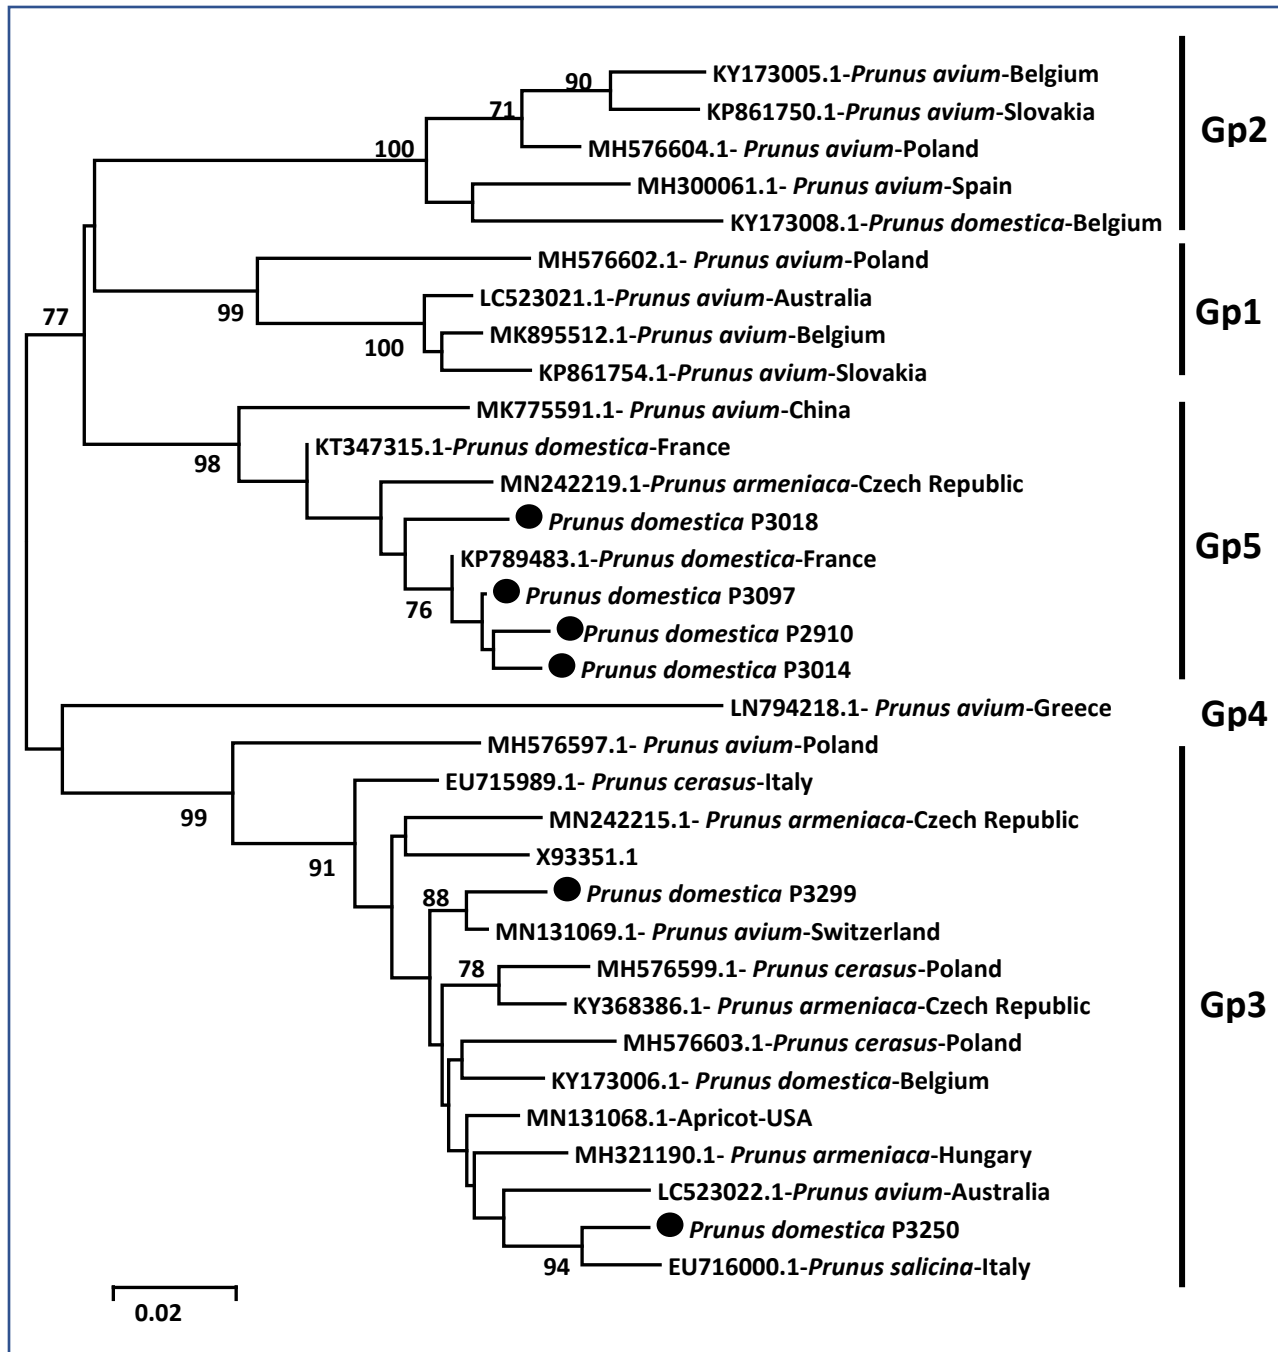 KY173005.1-Prunus avium-Belgium
90
KP861750.1-Prunus avium-Slovakia
71
Gp2
100
MH576604.1- Prunus avium-Poland
MH300061.1- Prunus avium-Spain
KY173008.1-Prunus domestica-Belgium
MH576602.1- Prunus avium-Poland
LC523021.1-Prunus avium-Australia
99
77
Gp1
MK895512.1-Prunus avium-Belgium
100
KP861754.1-Prunus avium-Slovakia
MK775591.1- Prunus avium-China
KT347315.1-Prunus domestica-France
98
MN242219.1-Prunus armeniaca-Czech Republic
Prunus domestica P3018
Gp5
KP789483.1-Prunus domestica-France
Prunus domestica P3097
76
Prunus domestica P2910
Prunus domestica P3014
LN794218.1- Prunus avium-Greece
Gp4
MH576597.1- Prunus avium-Poland
EU715989.1- Prunus cerasus-Italy
99
MN242215.1- Prunus armeniaca-Czech Republic
X93351.1
91
Prunus domestica P3299
88
MN131069.1- Prunus avium-Switzerland
MH576599.1- Prunus cerasus-Poland
78
KY368386.1- Prunus armeniaca-Czech Republic
Gp3
MH576603.1-Prunus cerasus-Poland
KY173006.1- Prunus domestica-Belgium
MN131068.1-Apricot-USA
MH321190.1- Prunus armeniaca-Hungary
LC523022.1-Prunus avium-Australia
Prunus domestica P3250
94
EU716000.1-Prunus salicina-Italy
0.02